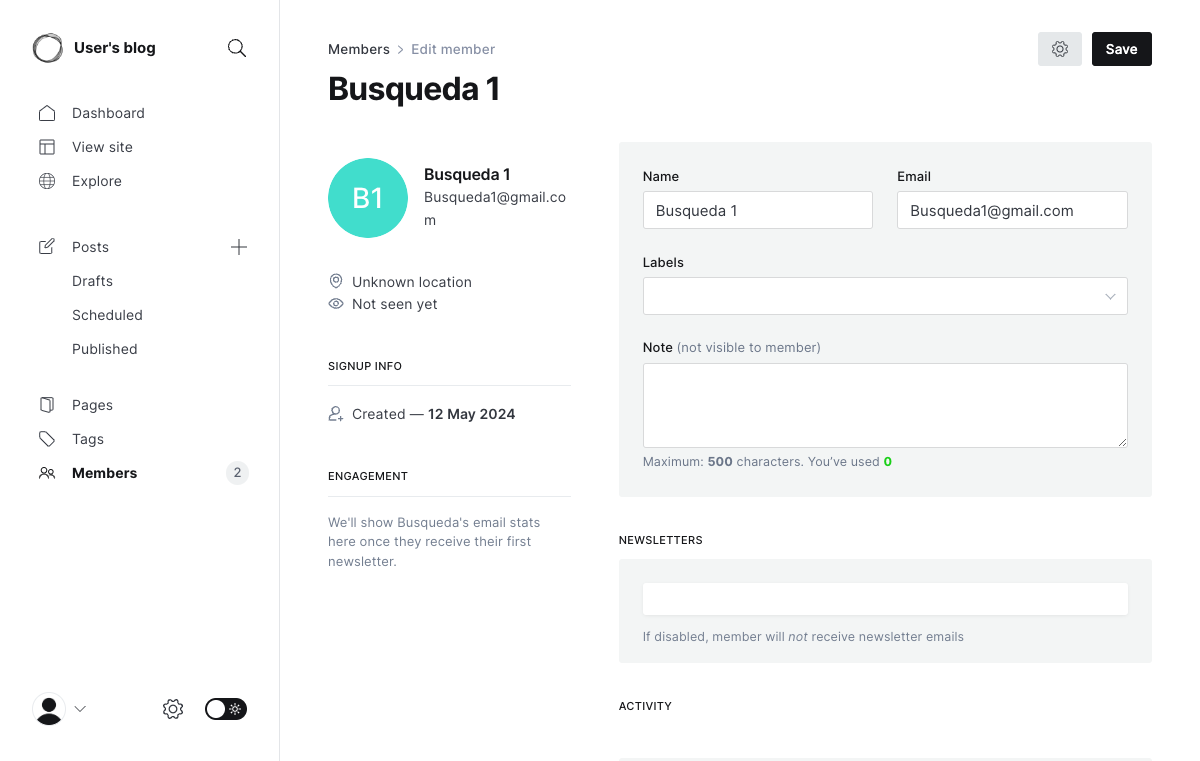 User's blog
Dashboard
View site
Explore
Posts
Drafts
Scheduled
Published
Pages
Tags
Members 2
Members > Edit member
Save
Busqueda 1
B1
Busqueda 1
Busqueda1@gmail.co
m
Unknown location
Not seen yet
SIGNUP INFO
Created — 12 May 2024
ENGAGEMENT
We'll show Busqueda's email stats
here once they receive their first
newsletter.
Name
Busqueda 1
Email
Busqueda1@gmail.com
Labels
Note (not visible to member)
Maximum: 500 characters. You've used 0
NEWSLETTERS
If disabled, member will not receive newsletter emails
ACTIVITY